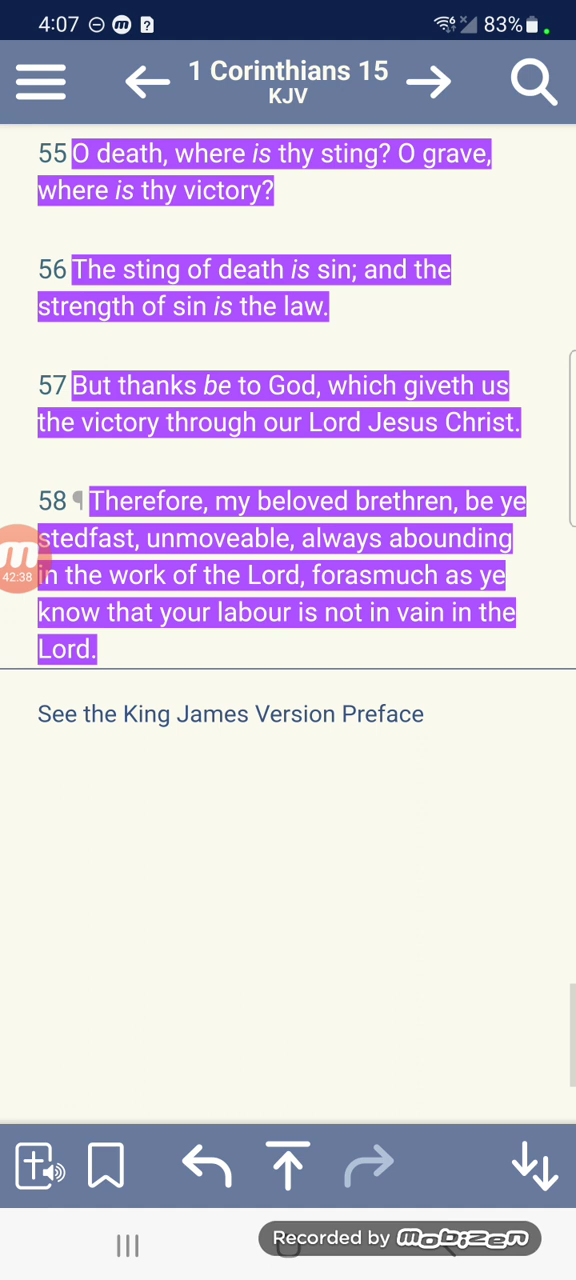 4:07 m ? 6 83%
1 Corinthians 15
KJV
55 O death, where is thy sting? O grave,
where is thy victory?
56 The sting of death is sin; and the
strength of sin is the law.
57 But thanks be to God, which giveth us
the victory through our Lord Jesus Christ.
58 ¶ Therefore, my beloved brethren, be ye
stedfast, unmoveable, always abounding
in the work of the Lord, forasmuch as ye
know that your labour is not in vain in the
Lord.
m
42:38
See the King James Version Preface
Recorded by mobizen